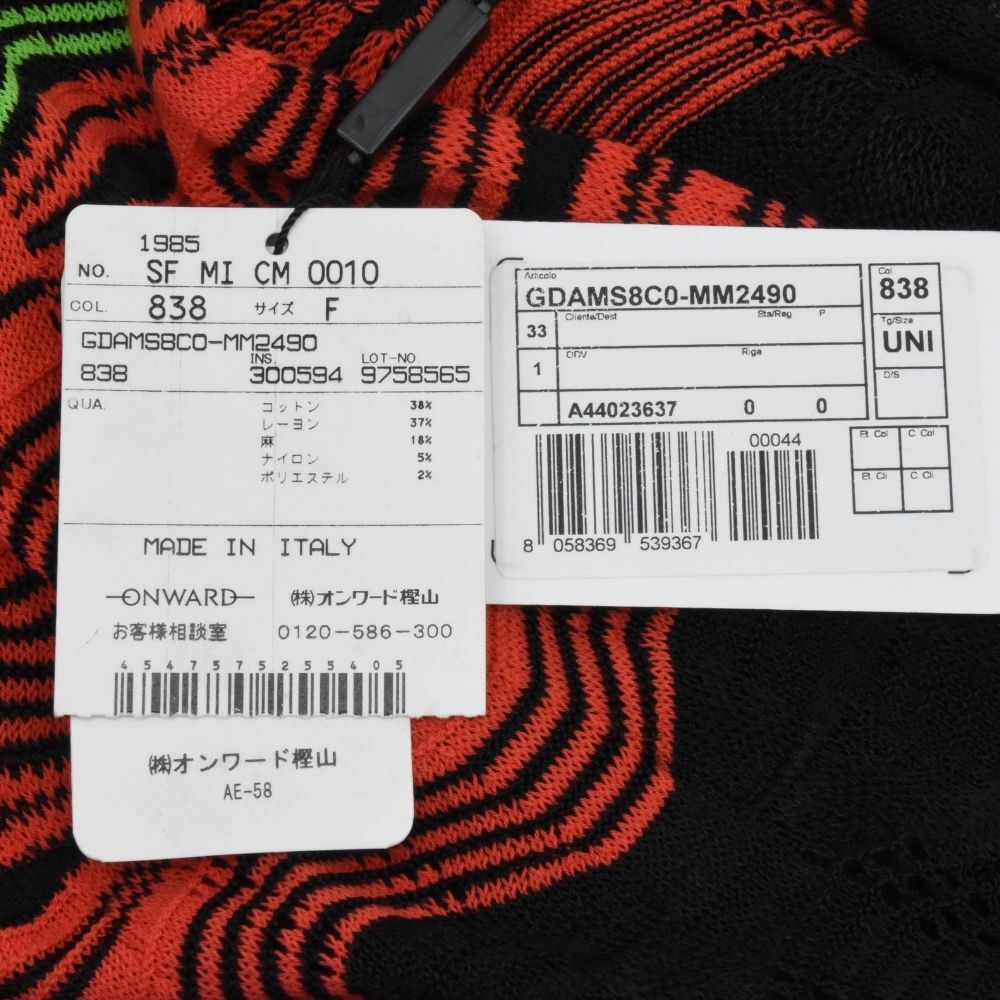 1985
NO. SF MI CM 0010
COL. 838 サイズ F
GDAMS8C0-MM2490
INS. LOT-NO.
838 300594 9758565
QUA. コットン 38%
レーヨン 37%
麻 18%
ナイロン 5%
ポリエステル 2%
MADE IN ITALY
ONWARD (株)オンワード樫山
お客様相談室 0120-586-300
4547575255405
(株)オンワード樫山
AE-58
Articolo
GDAMS8C0-MM2490
Col
838
33 Cliente/Dest Sta/Reg P
Tg/Size
UNI
1 ODV Riga
D/S
A44023637 0 0
00044
Et. Col C. Col
Et. Cli C. Cli
8 058369 539367